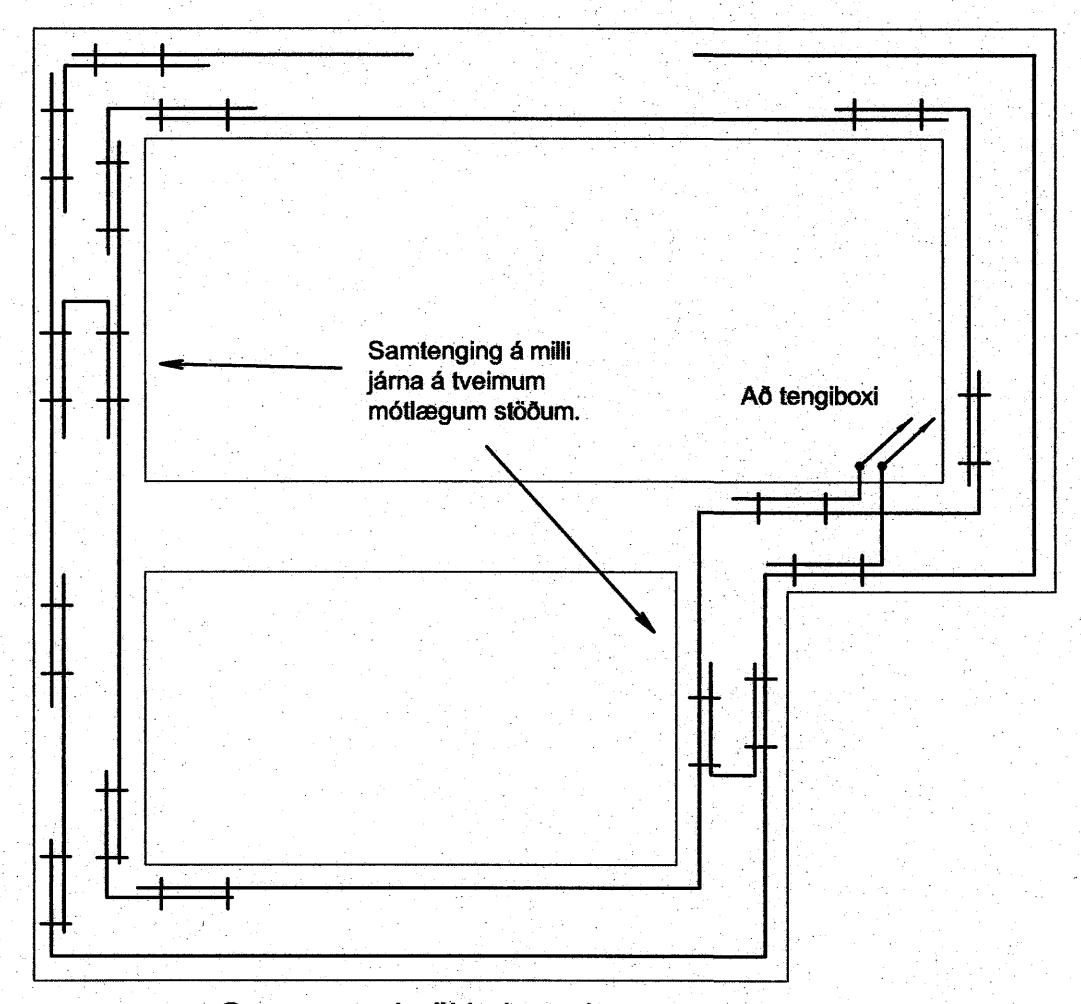 Samtenging á milli
járna á tveimum
mótlægum stöðum.
Að tengiboxi